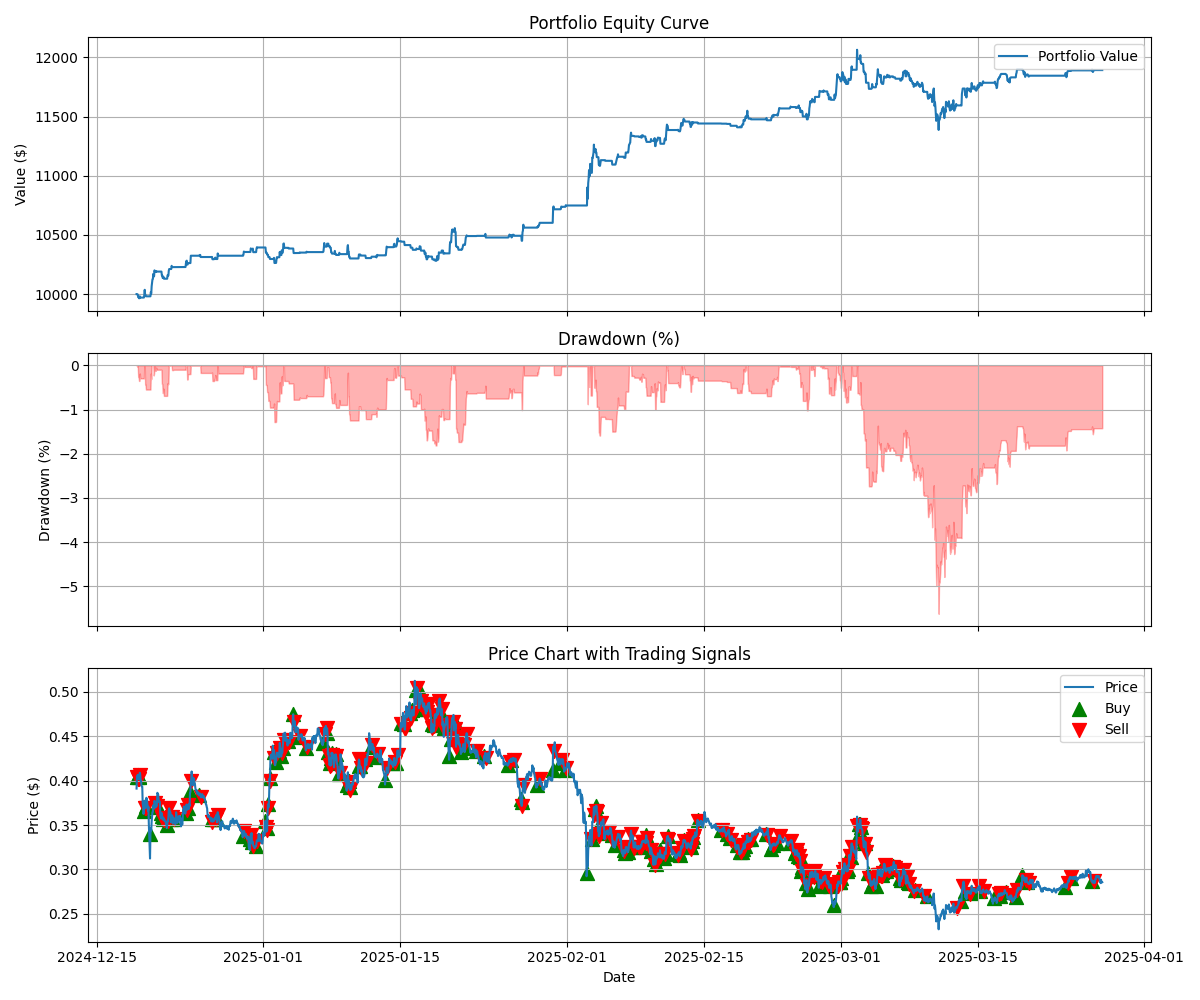 Portfolio Equity Curve
12000
11500
11000
10500
10000
Value ($)
Portfolio Value
Drawdown (%)
0
−1
−2
−3
−4
−5
Drawdown (%)
Price Chart with Trading Signals
0.50
0.45
0.40
0.35
0.30
0.25
Price ($)
Price
Buy
Sell
2024-12-15 2025-01-01 2025-01-15 2025-02-01 2025-02-15 2025-03-01 2025-03-15 2025-04-01
Date